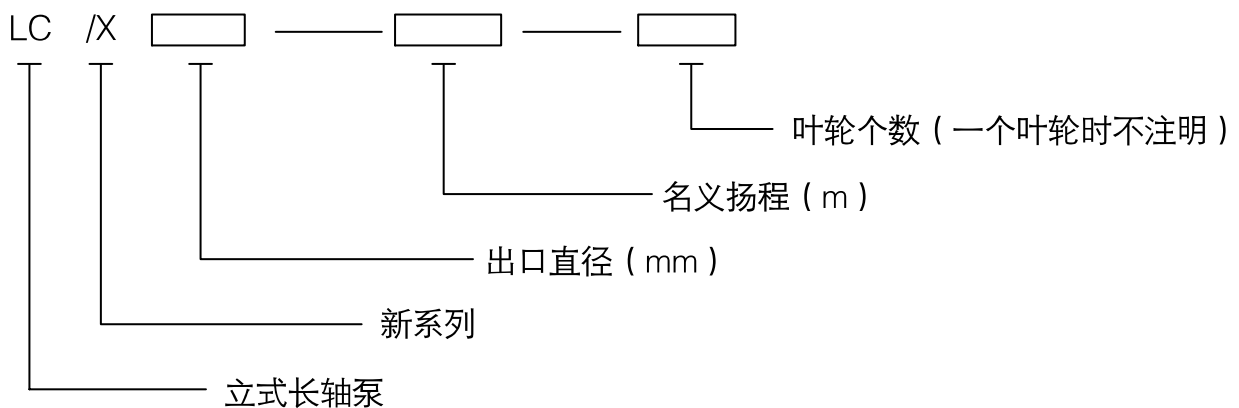 LC /X
叶轮个数（一个叶轮时不注明）
名义扬程（m）
出口直径（mm）
新系列
立式长轴泵